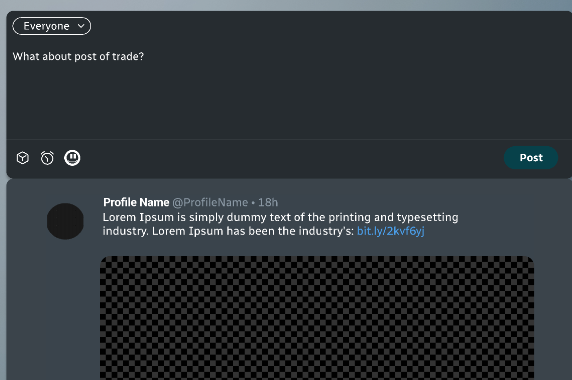 Everyone
What about post of trade?
Post
Profile Name @ProfileName • 18h
Lorem Ipsum is simply dummy text of the printing and typesetting
industry. Lorem Ipsum has been the industry's: bit.ly/2kvf6yj